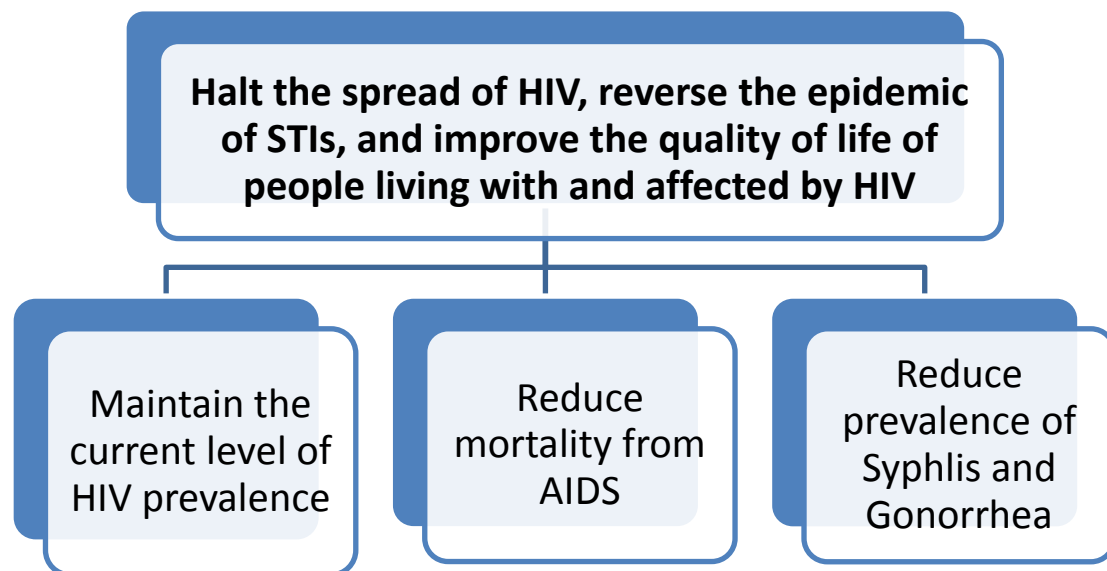 Halt the spread of HIV, reverse the epidemic
of STIs, and improve the quality of life of
people living with and affected by HIV
Maintain the
current level of
HIV prevalence
Reduce
mortality from
AIDS
Reduce
prevalence of
Syphlis and
Gonorrhea